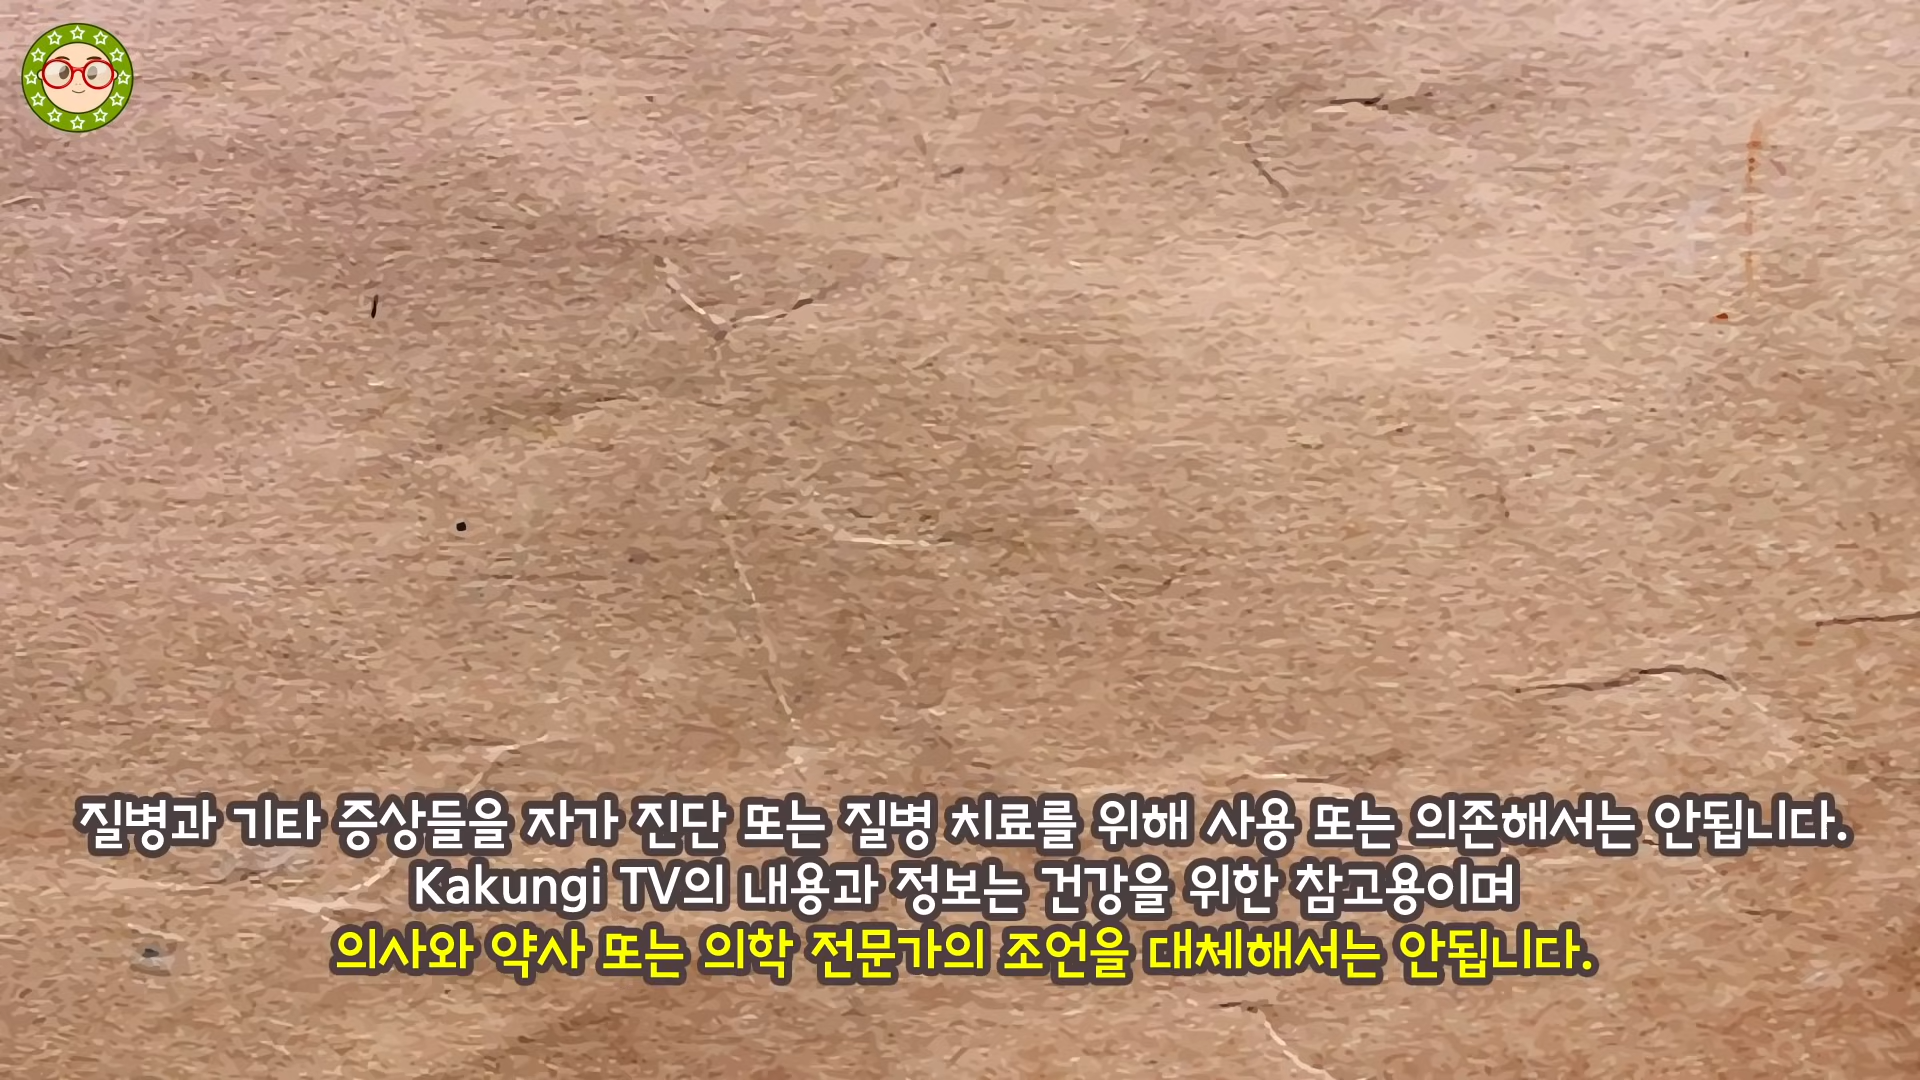 질병과 기타 증상들을 자가 진단 또는 질병 치료를 위해 사용 또는 의존해서는 안됩니다.
Kakungi TV의 내용과 정보는 건강을 위한 참고용이며
의사와 약사 또는 의학 전문가의 조언을 대체해서는 안됩니다.